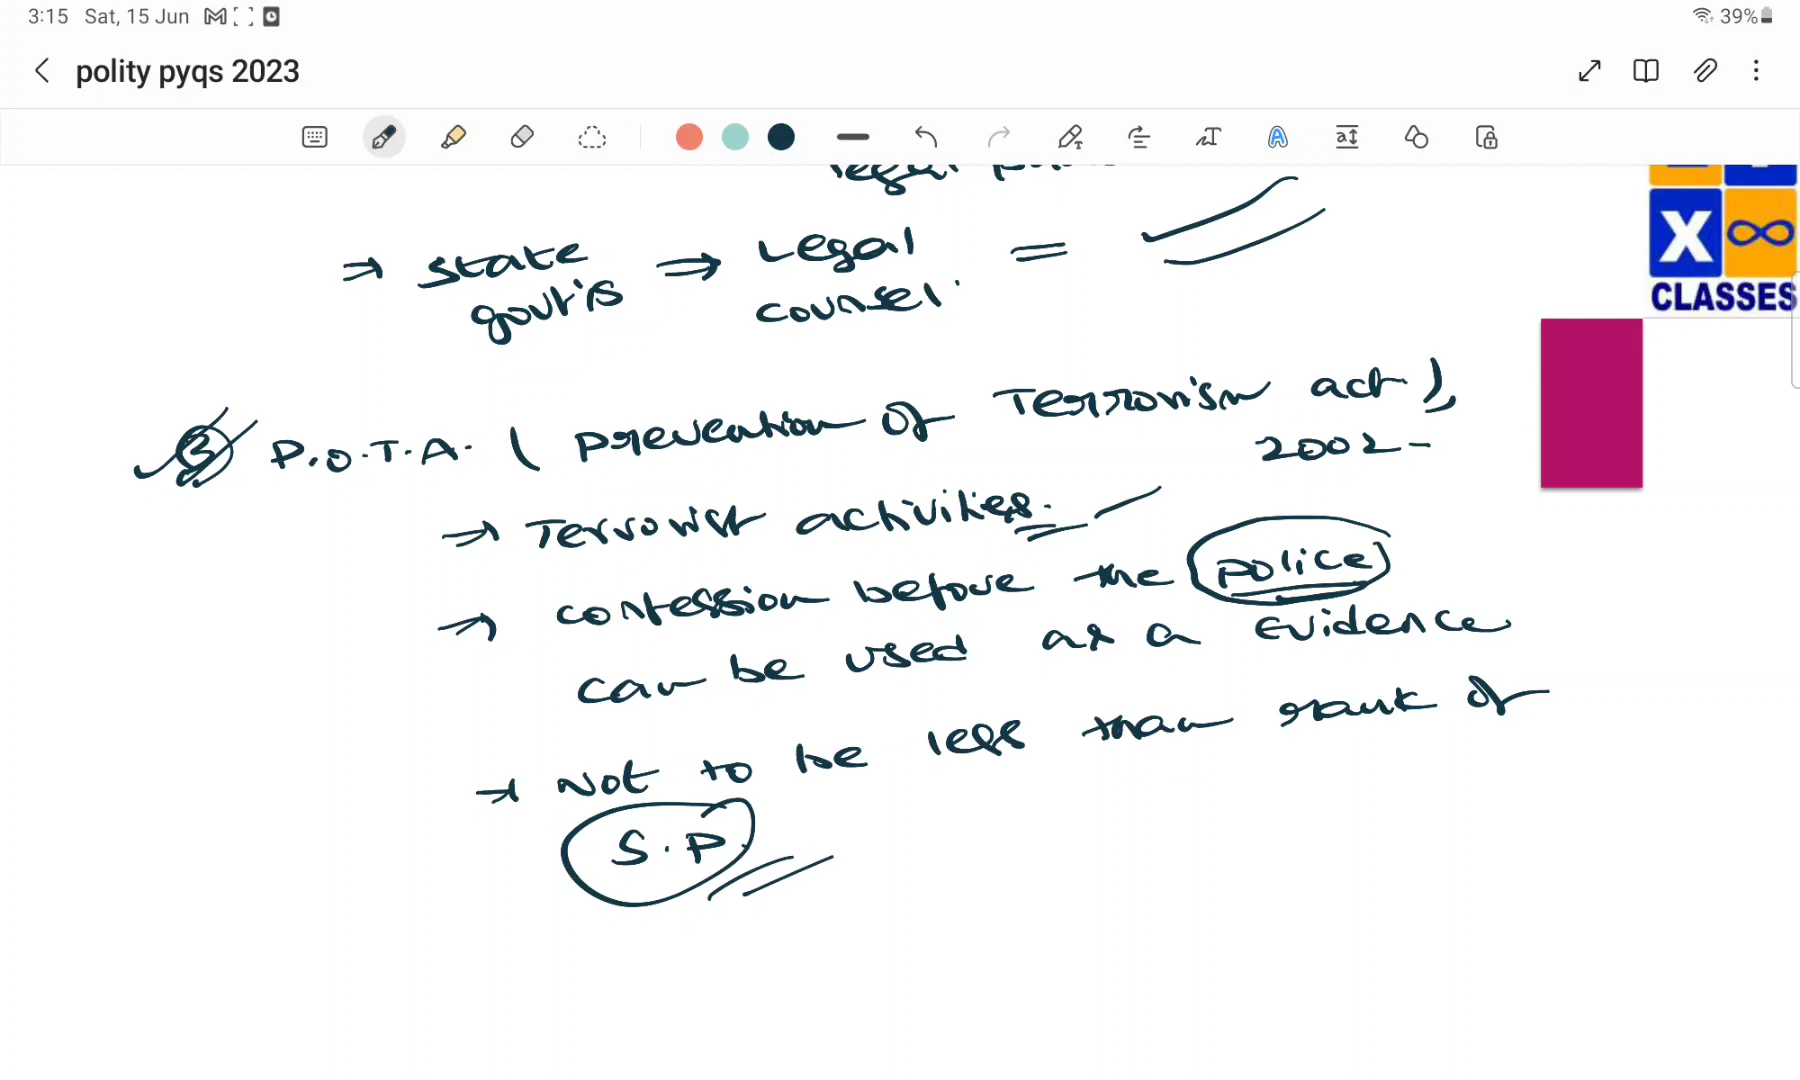 3:15 Sat, 15 Jun
39%
polity pyqs 2023
legal
→ state ⇒ Legal =
govt is counsel.
X ∞
CLASSES
③ P.O.T.A. ( prevention of Terrorism act ),
2002 -
→ Terrorist activities.
→ confession before the police
can be used as a evidence
→ Not to be less than rank of
S.P.